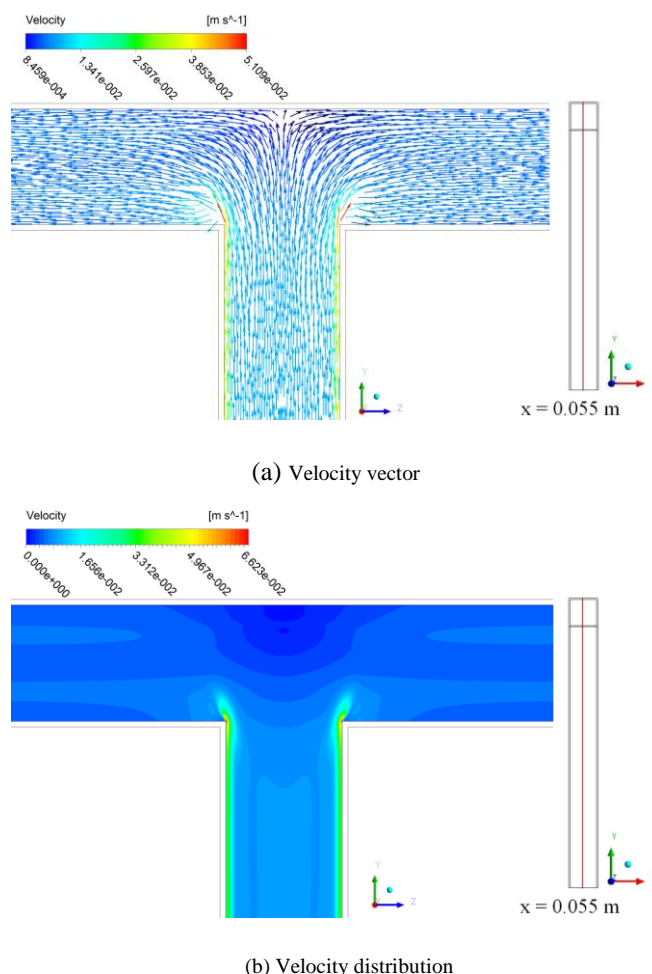 Velocity [m s^-1]
8.459e-004 1.341e-002 2.597e-002 3.853e-002 5.109e-002
Y
Z
Y
x = 0.055 m
(a) Velocity vector
Velocity [m s^-1]
0.000e+000 1.656e-002 3.312e-002 4.967e-002 6.623e-002
Y
Z
Y
x = 0.055 m
(b) Velocity distribution